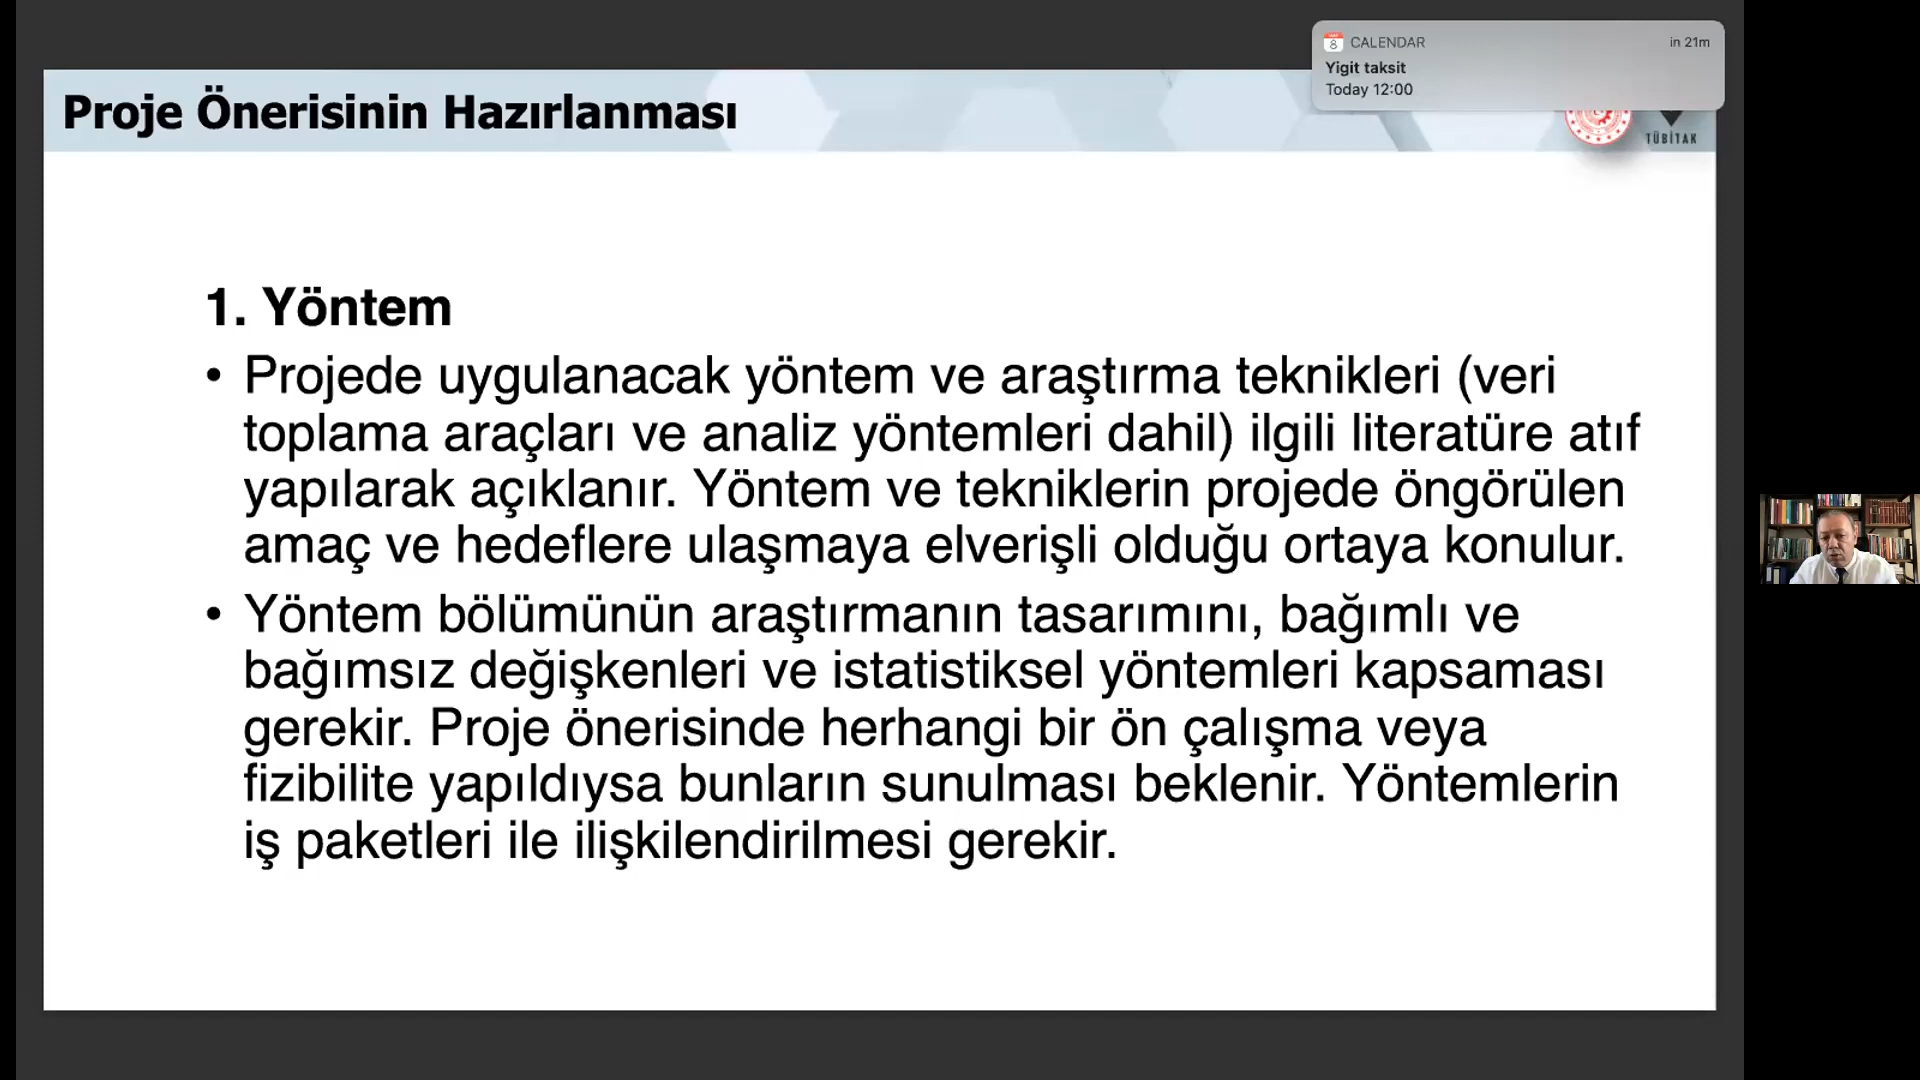 CALENDAR
in 21m
Yigit taksit
Today 12:00
8
Proje Önerisinin Hazırlanması
TÜBİTAK
1. Yöntem
• Projede uygulanacak yöntem ve araştırma teknikleri (veri
toplama araçları ve analiz yöntemleri dahil) ilgili literatüre atıf
yapılarak açıklanır. Yöntem ve tekniklerin projede öngörülen
amaç ve hedeflere ulaşmaya elverişli olduğu ortaya konulur.
• Yöntem bölümünün araştırmanın tasarımını, bağımlı ve
bağımsız değişkenleri ve istatistiksel yöntemleri kapsaması
gerekir. Proje önerisinde herhangi bir ön çalışma veya
fizibilite yapıldıysa bunların sunulması beklenir. Yöntemlerin
iş paketleri ile ilişkilendirilmesi gerekir.